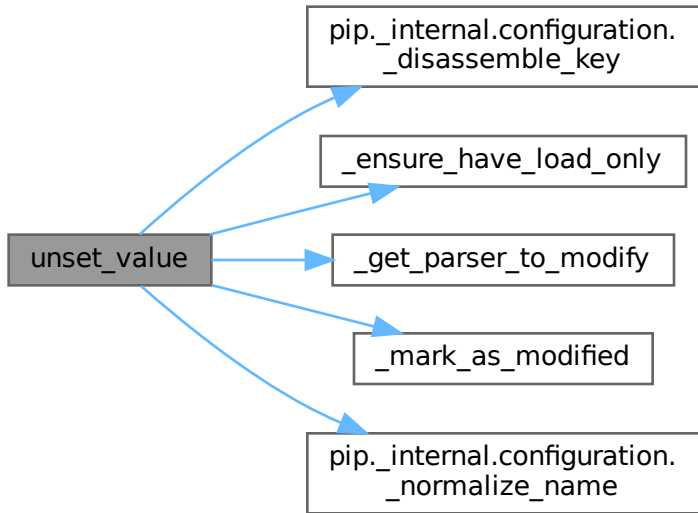 pip._internal.configuration.
_disassemble_key
_ensure_have_load_only
unset_value
_get_parser_to_modify
_mark_as_modified
pip._internal.configuration.
_normalize_name